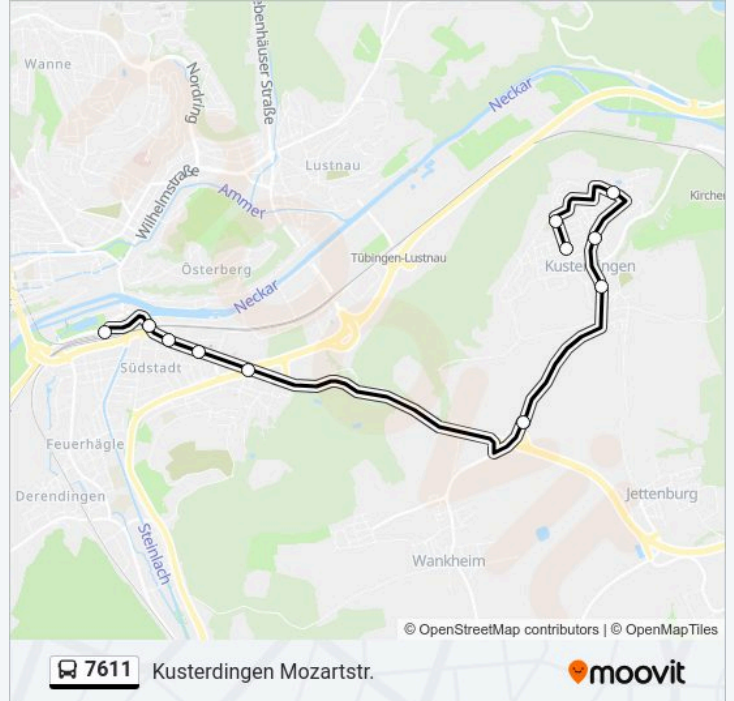 ebenhäuser Straße
Wanne
Nordring
Neckar
Lustnau
Wilhelmstraße
Ammer
Kircher
Tübingen-Lustnau
Österberg
Kusterdingen
Neckar
Südstadt
Feuerhägle
Derendingen
Jettenburg
Steinlach
Wankheim
© OpenStreetMap contributors | © OpenMapTiles
7611 Kusterdingen Mozartstr.
moovit